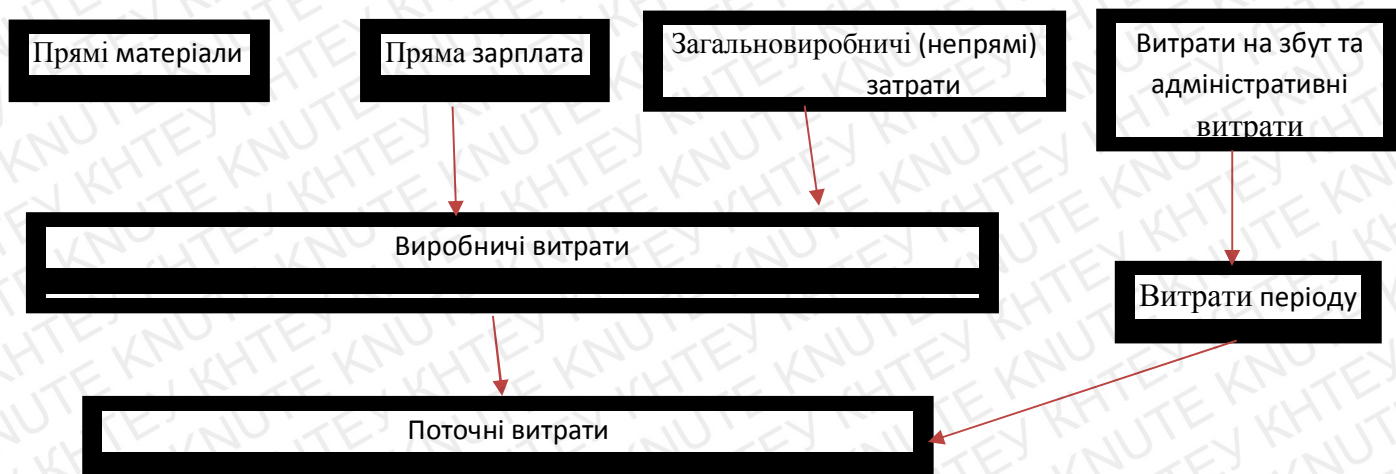 Прямі матеріали
Пряма зарплата
Загальновиробничі (непрямі)
затрати
Витрати на збут та
адміністративні
витрати
Виробничі витрати
Витрати періоду
Поточні витрати